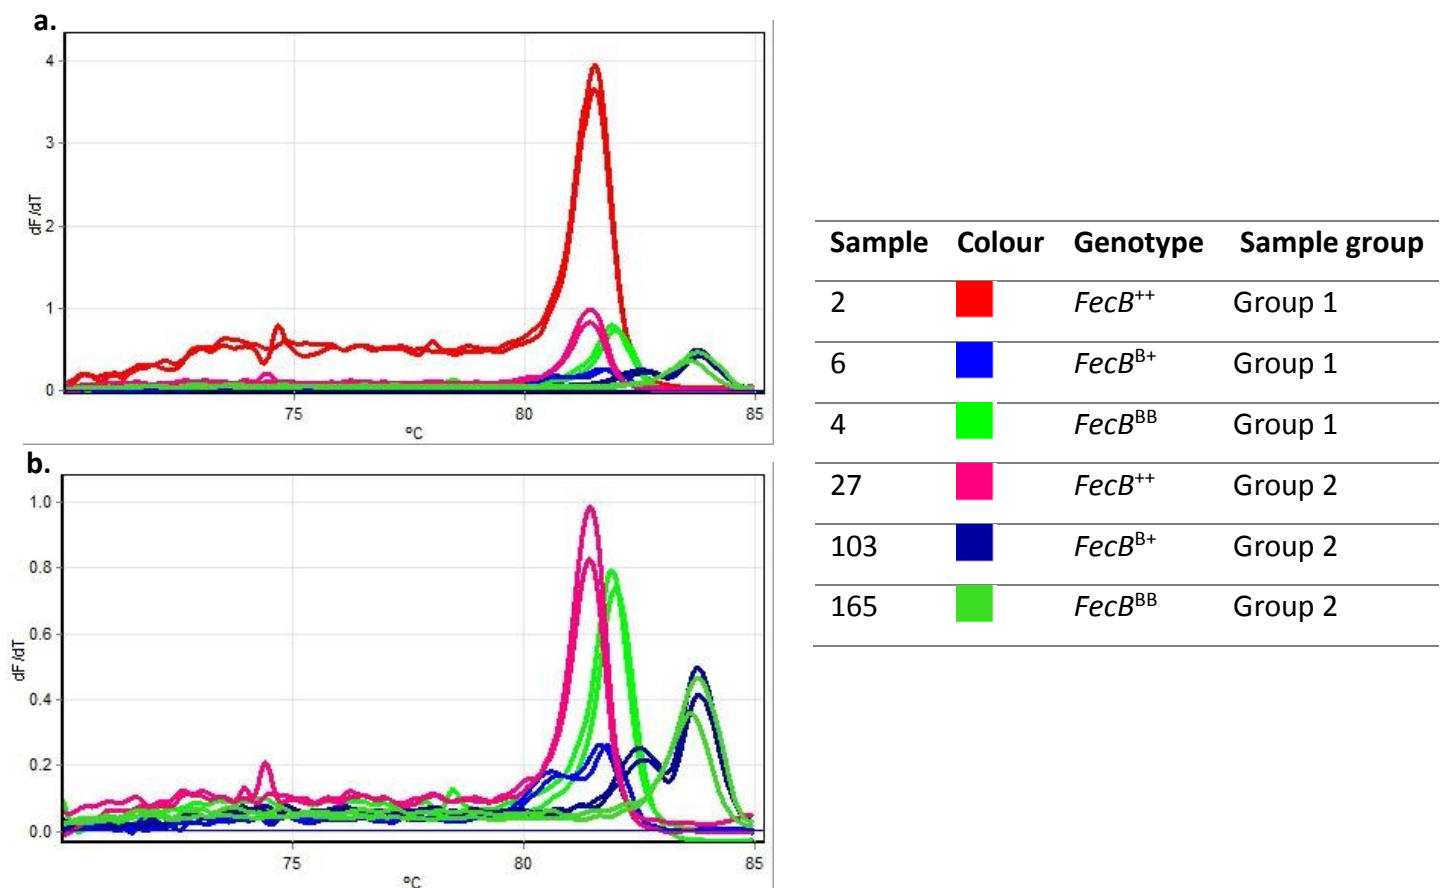 a.
4
3
2
1
0
dF/dT
75 80 85
ºC
b.
1.0
0.8
0.6
0.4
0.2
0.0
dF/dT
75 80 85
ºC
Sample Colour Genotype Sample group
2 FecB++ Group 1
6 FecBB+ Group 1
4 FecBBB Group 1
27 FecB++ Group 2
103 FecBB+ Group 2
165 FecBBB Group 2